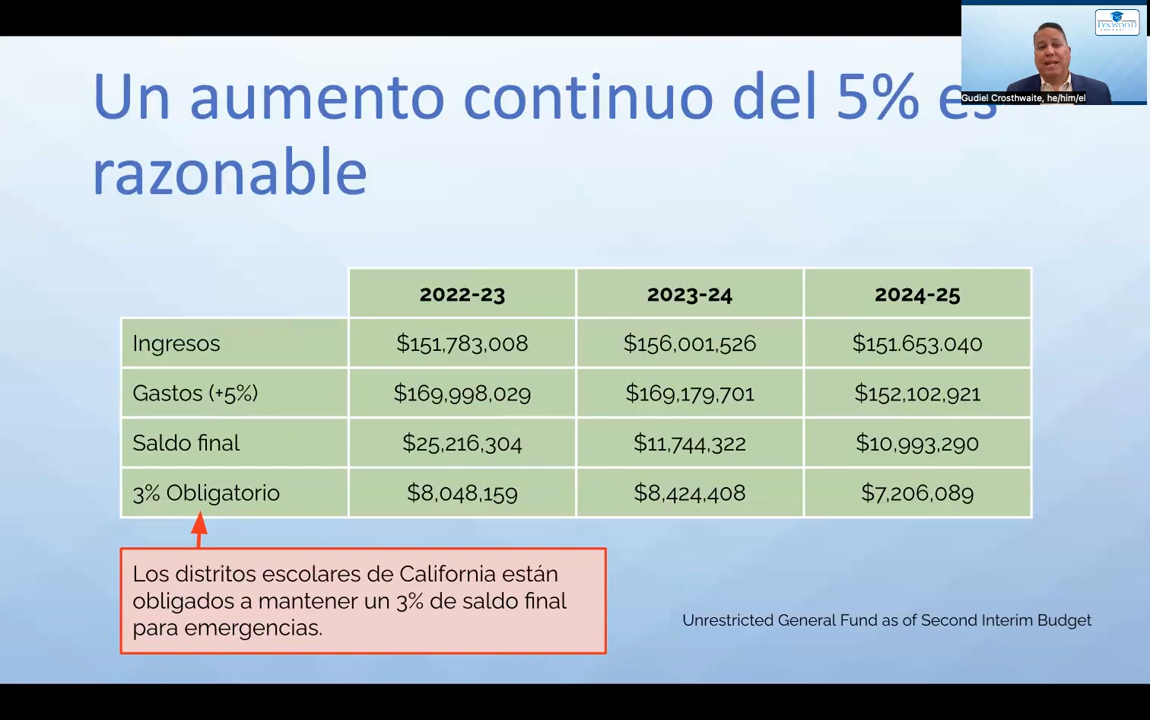 Un aumento continuo del 5% es
razonable
LYNWOOD
Gudiel Crosthwaite, he/him/el
2022-23 2023-24 2024-25
Ingresos $151,783,008 $156,001,526 $151.653.040
Gastos (+5%) $169,998,029 $169,179,701 $152,102,921
Saldo final $25,216,304 $11,744,322 $10,993,290
3% Obligatorio $8,048,159 $8,424,408 $7,206,089
Los distritos escolares de California están
obligados a mantener un 3% de saldo final
para emergencias.
Unrestricted General Fund as of Second Interim Budget